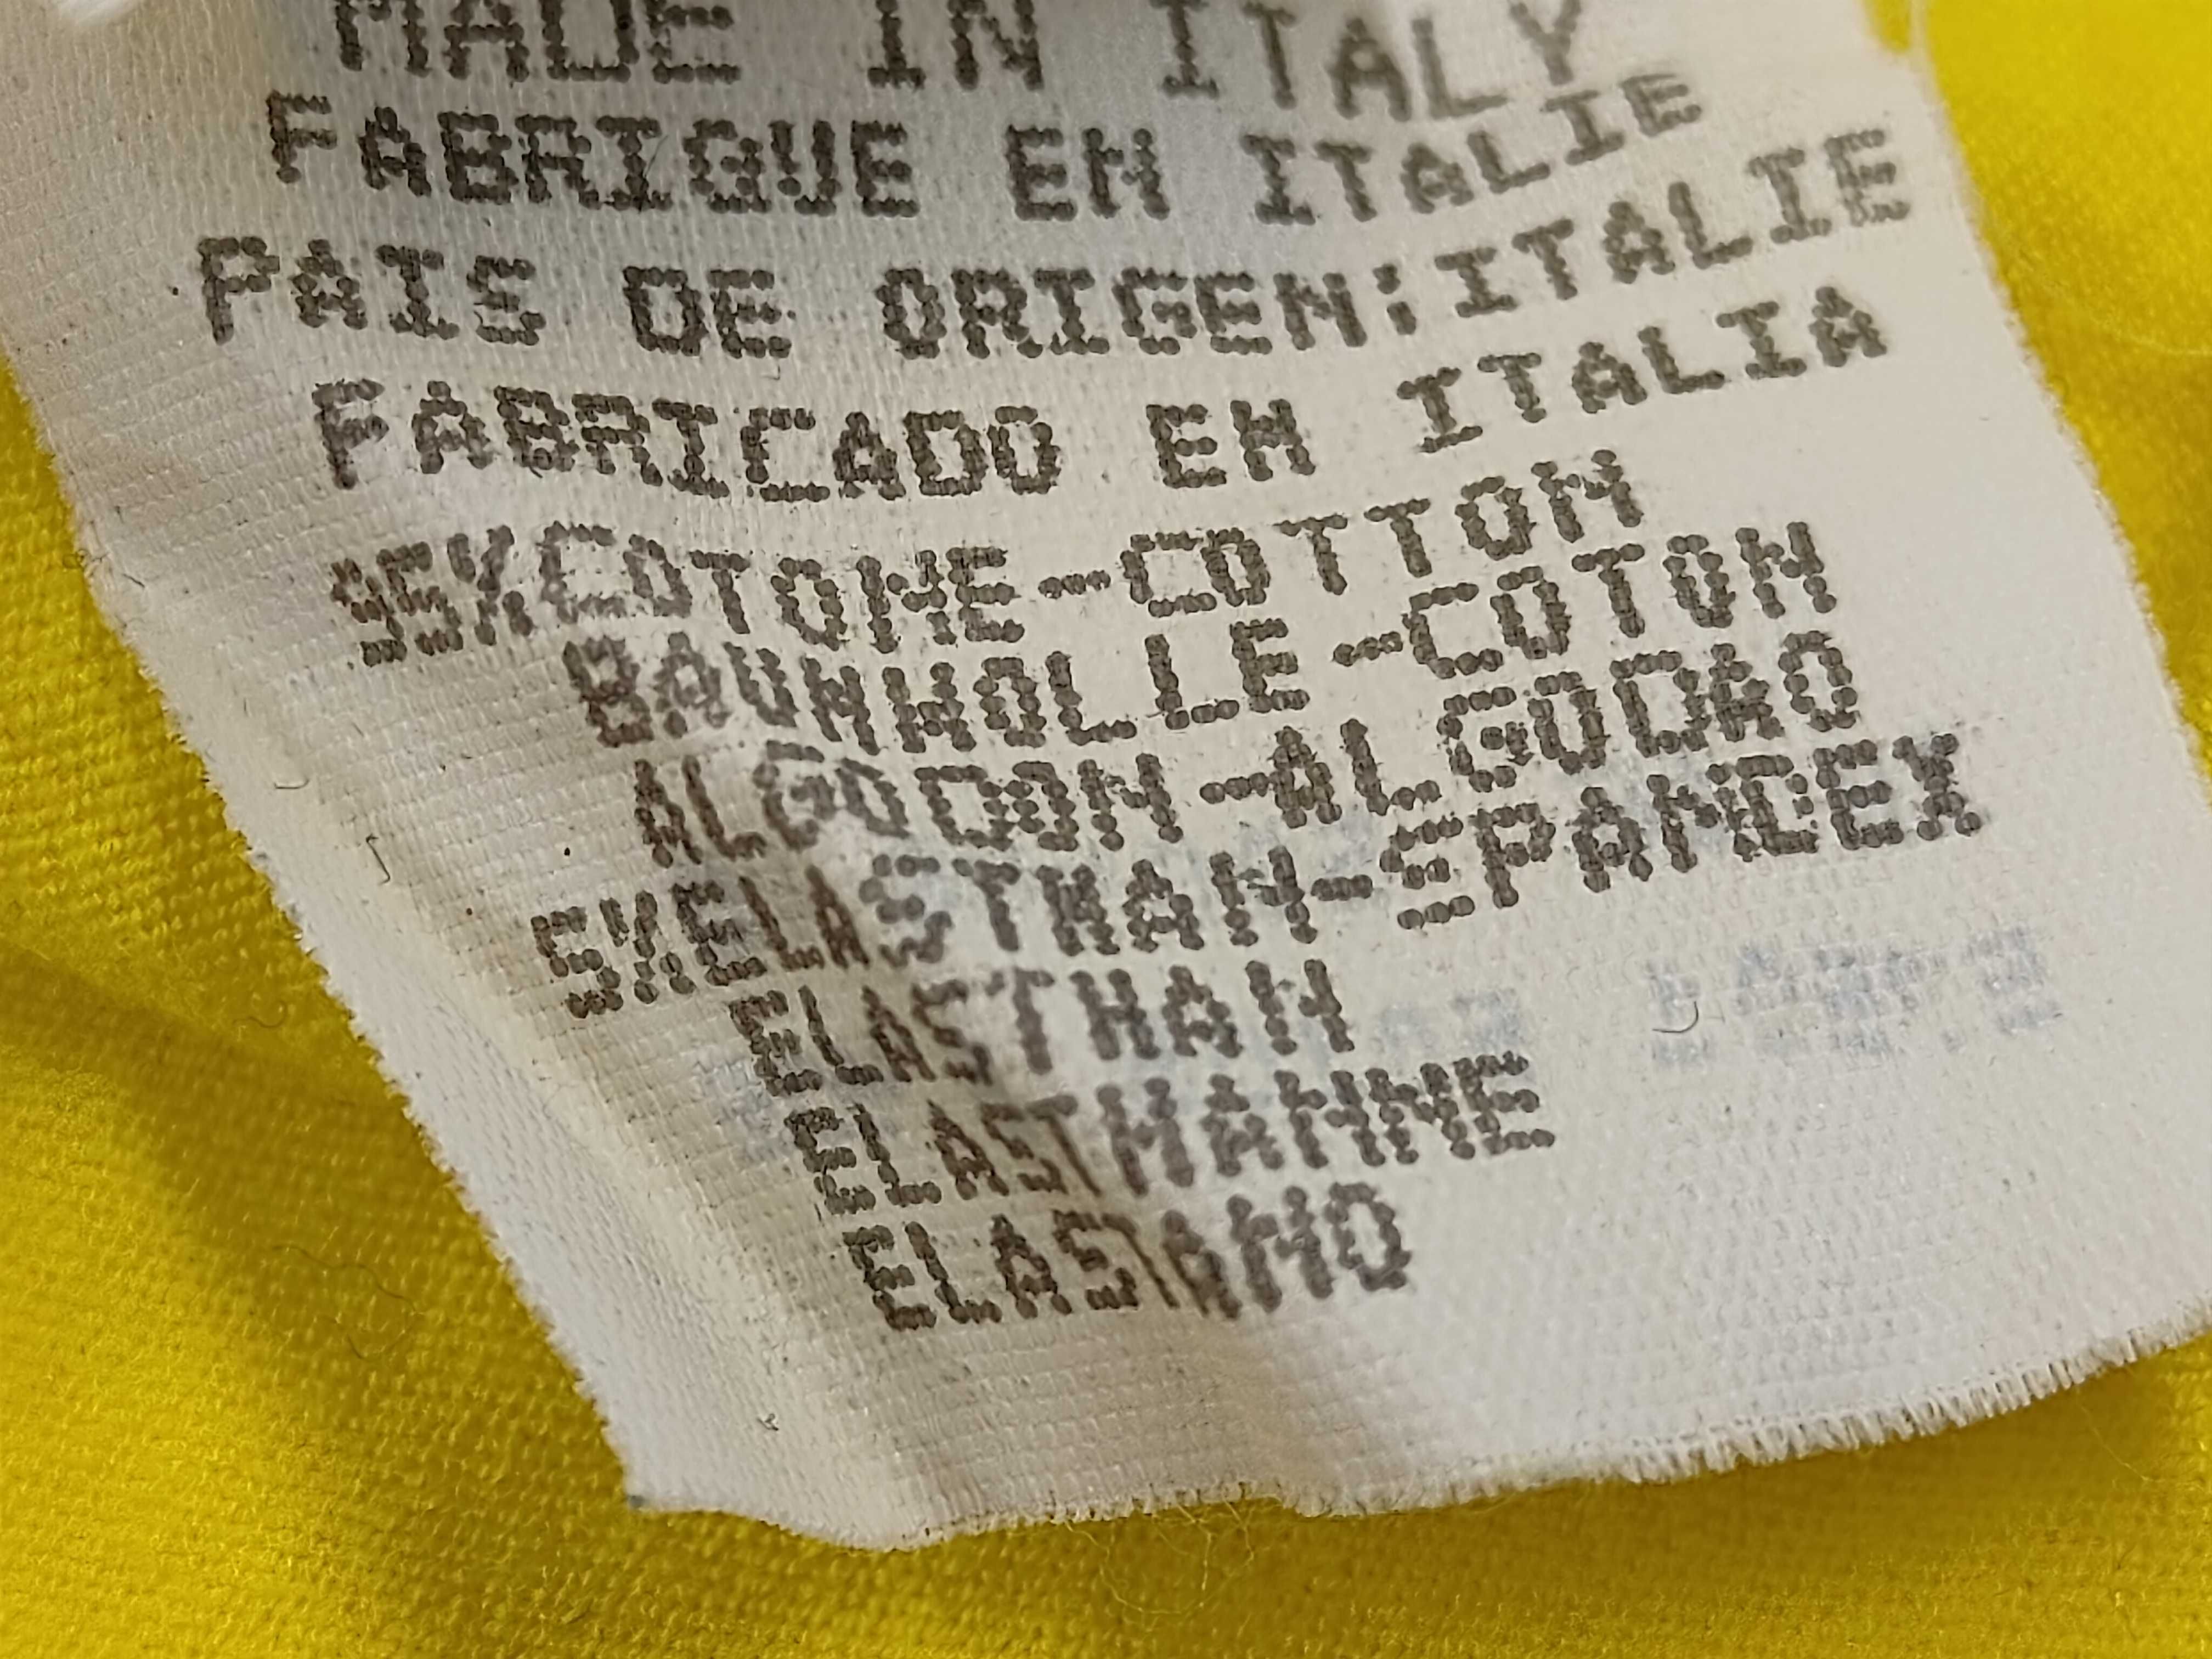 MADE IN ITALY
FABRIQUE EN ITALIE
PAIS DE ORIGEN:ITALIE
FABRICADO EN ITALIA
95%COTONE-COTTON
BAUMWOLLE-COTON
ALGODON-ALGODAO
5%ELASTHAN-SPANDEX
ELASTHAN
ELASTHANNE
ELASTANO